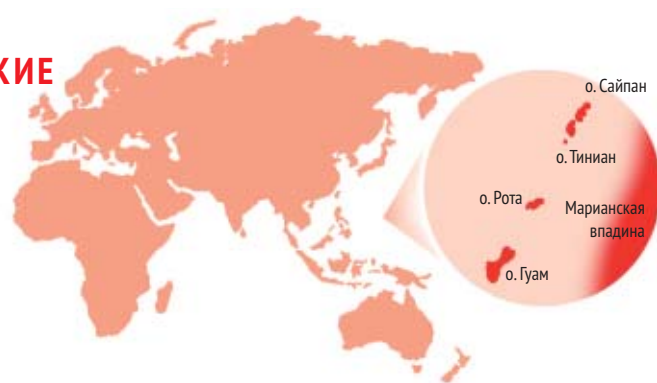 КИЕ
о. Сайпан
о. Тиниан
о. Рота
Марианская
впадина
о. Гуам